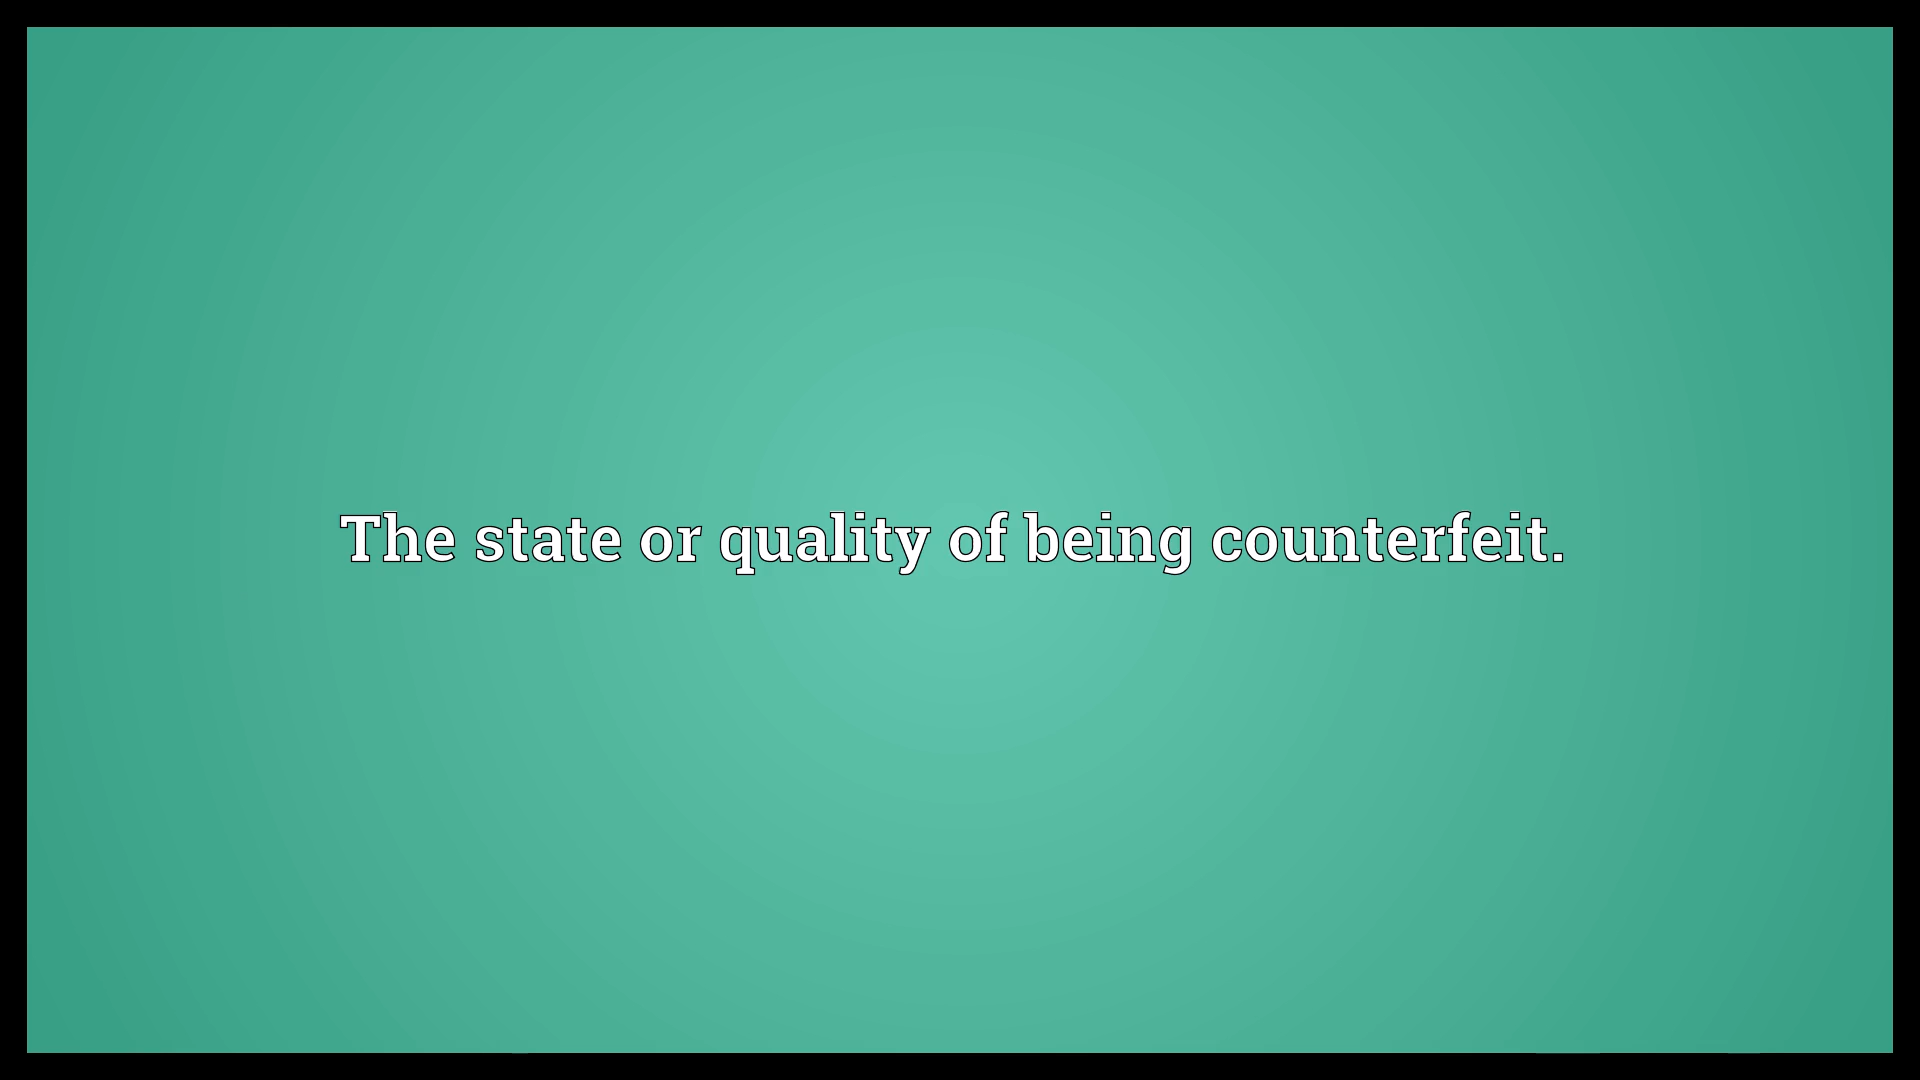 The state or quality of being counterfeit.